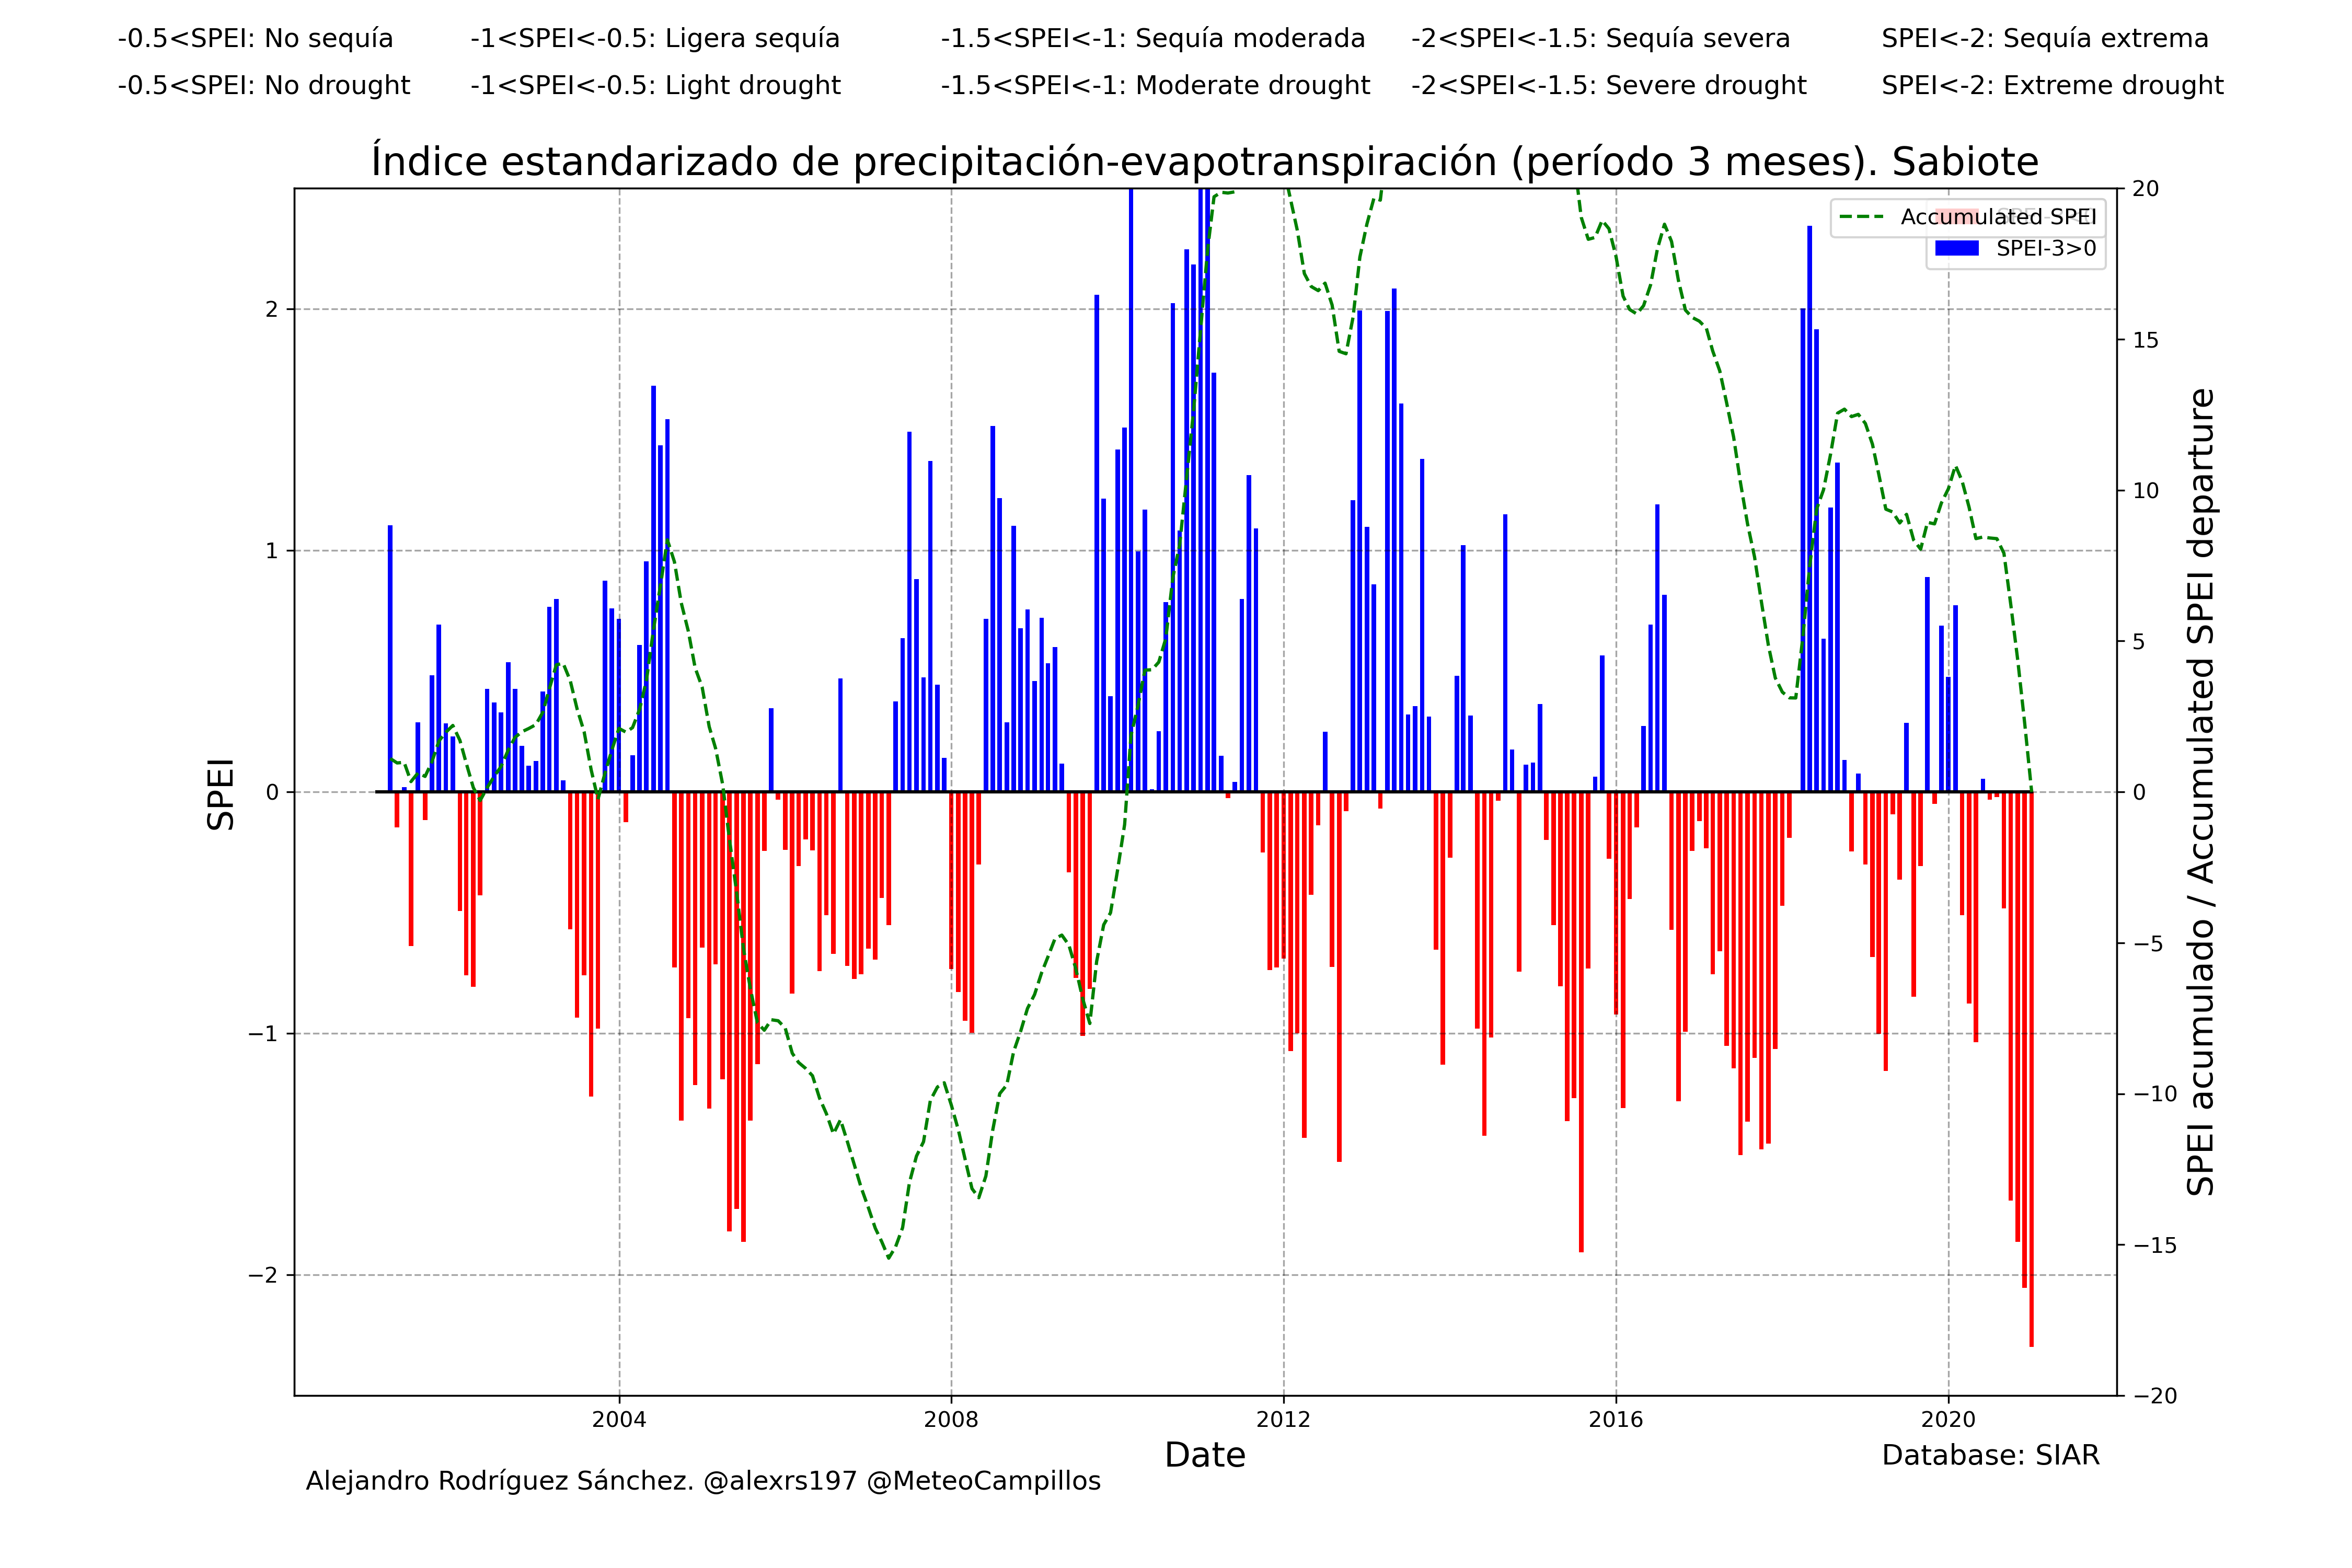 -0.5<SPEI: No sequía -1<SPEI<-0.5: Ligera sequía -1.5<SPEI<-1: Sequía moderada -2<SPEI<-1.5: Sequía severa SPEI<-2: Sequía extrema
-0.5<SPEI: No drought -1<SPEI<-0.5: Light drought -1.5<SPEI<-1: Moderate drought -2<SPEI<-1.5: Severe drought SPEI<-2: Extreme drought
Índice estandarizado de precipitación-evapotranspiración (período 3 meses). Sabiote
Accumulated SPEI
SPEI-3>0
SPEI
2
1
0
−1
−2
20
15
10
5
0
−5
−10
−15
−20
SPEI acumulado / Accumulated SPEI departure
2004 2008 2012 2016 2020
Date
Database: SIAR
Alejandro Rodríguez Sánchez. @alexrs197 @MeteoCampillos